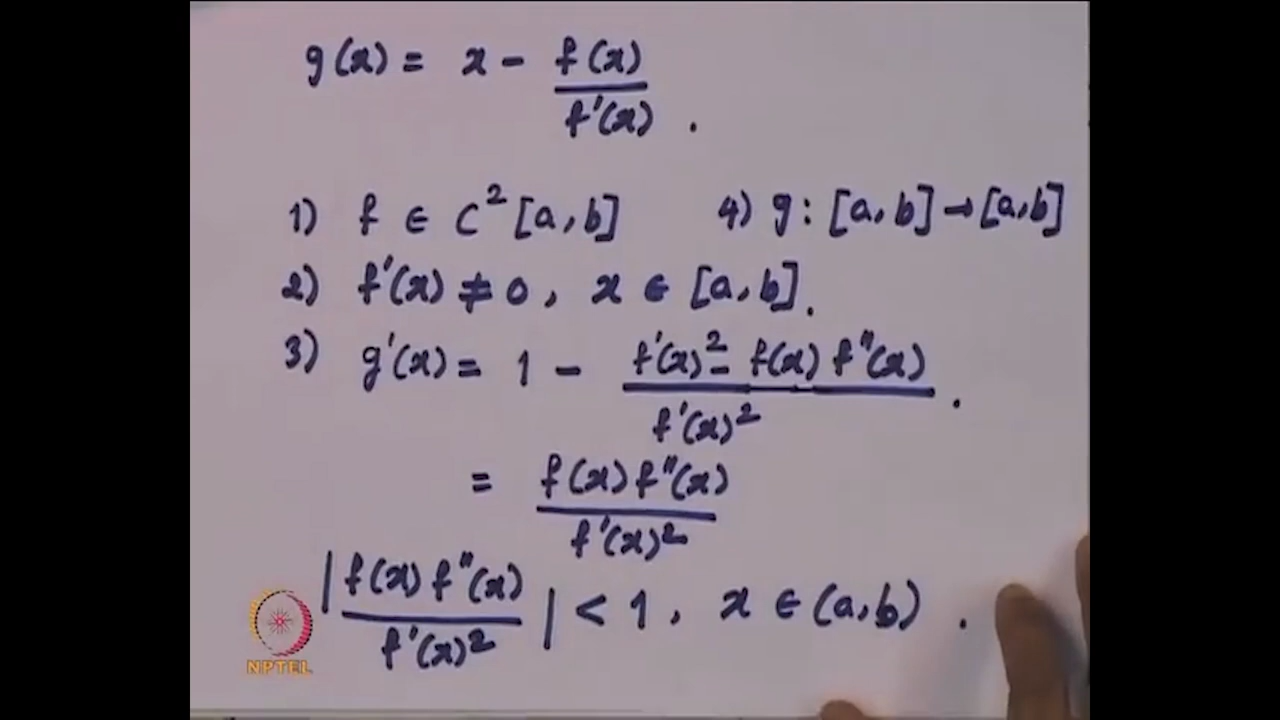 g(x) = x - f(x)/f'(x) .
1) f ∈ C² [a,b]    4) g : [a,b] → [a,b]
2) f'(x) ≠ 0, x ∈ [a,b].
3) g'(x) = 1 - (f'(x)² - f(x) f''(x))/f'(x)² .
= f(x) f''(x)/f'(x)²
|f(x) f''(x)/f'(x)²| < 1, x ∈ (a,b) .
NPTEL